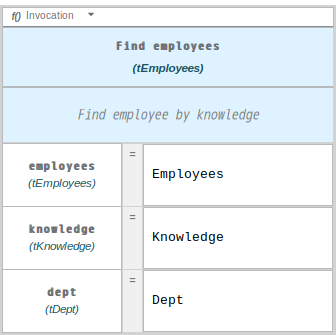 f() Invocation
Find employees
(tEmployees)
Find employee by knowledge
employees
(tEmployees)
=
Employees
knowledge
(tKnowledge)
=
Knowledge
dept
(tDept)
=
Dept